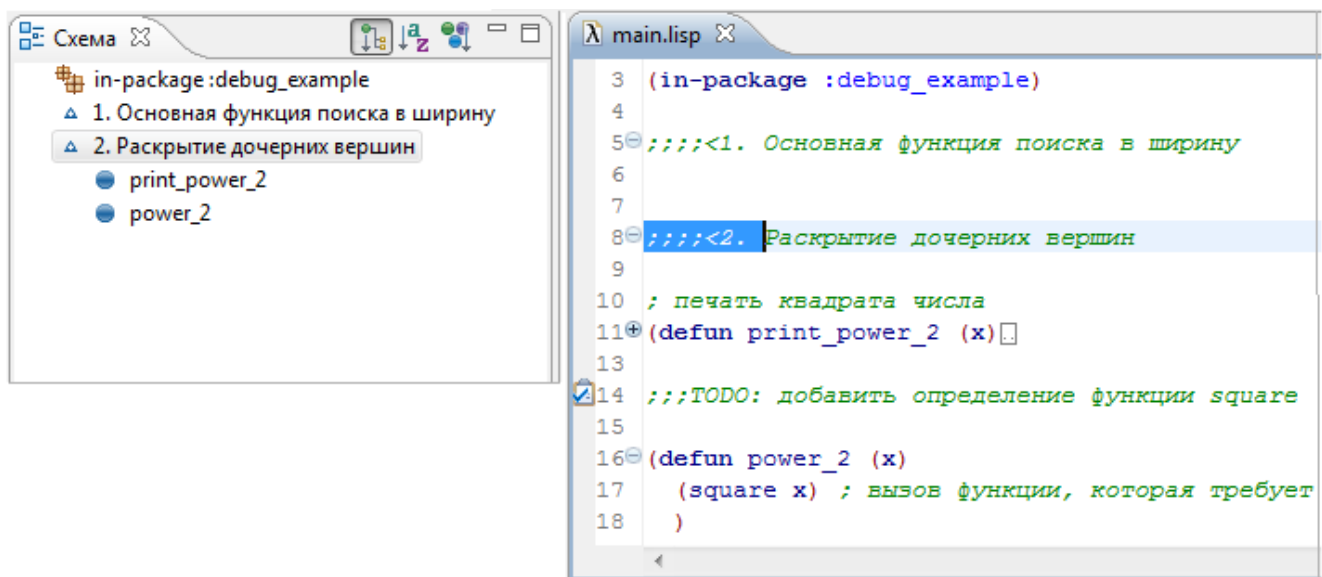 Схема
in-package :debug_example
1. Основная функция поиска в ширину
2. Раскрытие дочерних вершин
print_power_2
power_2
main.lisp
3 (in-package :debug_example)
4
5 ;;;;<1. Основная функция поиска в ширину
6
7
8 ;;;;<2. Раскрытие дочерних вершин
9
10 ; печать квадрата числа
11 (defun print_power_2 (x)..
13
14 ;;;TODO: добавить определение функции square
15
16 (defun power_2 (x)
17 (square x) ; вызов функции, которая требует
18 )